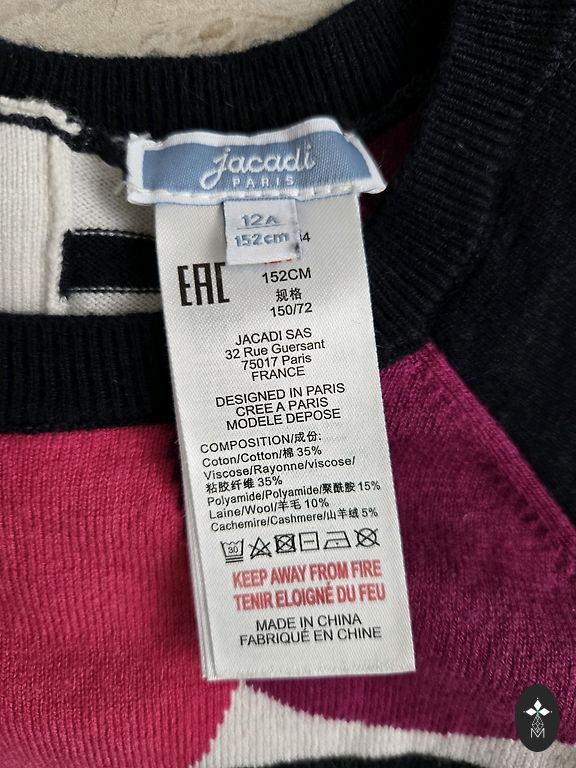 jacadi
PARIS
12A
152cm
EAC
152CM
规格
150/72
JACADI SAS
32 Rue Guersant
75017 Paris
FRANCE
DESIGNED IN PARIS
CREE A PARIS
MODELE DEPOSE
COMPOSITION/成份:
Coton/Cotton/棉 35%
Viscose/Rayonne/viscose/
粘胶纤维 35%
Polyamide/Polyamide/聚酰胺 15%
Laine/Wool/羊毛 10%
Cachemire/Cashmere/山羊绒 5%
30
KEEP AWAY FROM FIRE
TENIR ELOIGNÉ DU FEU
MADE IN CHINA
FABRIQUÉ EN CHINE
M